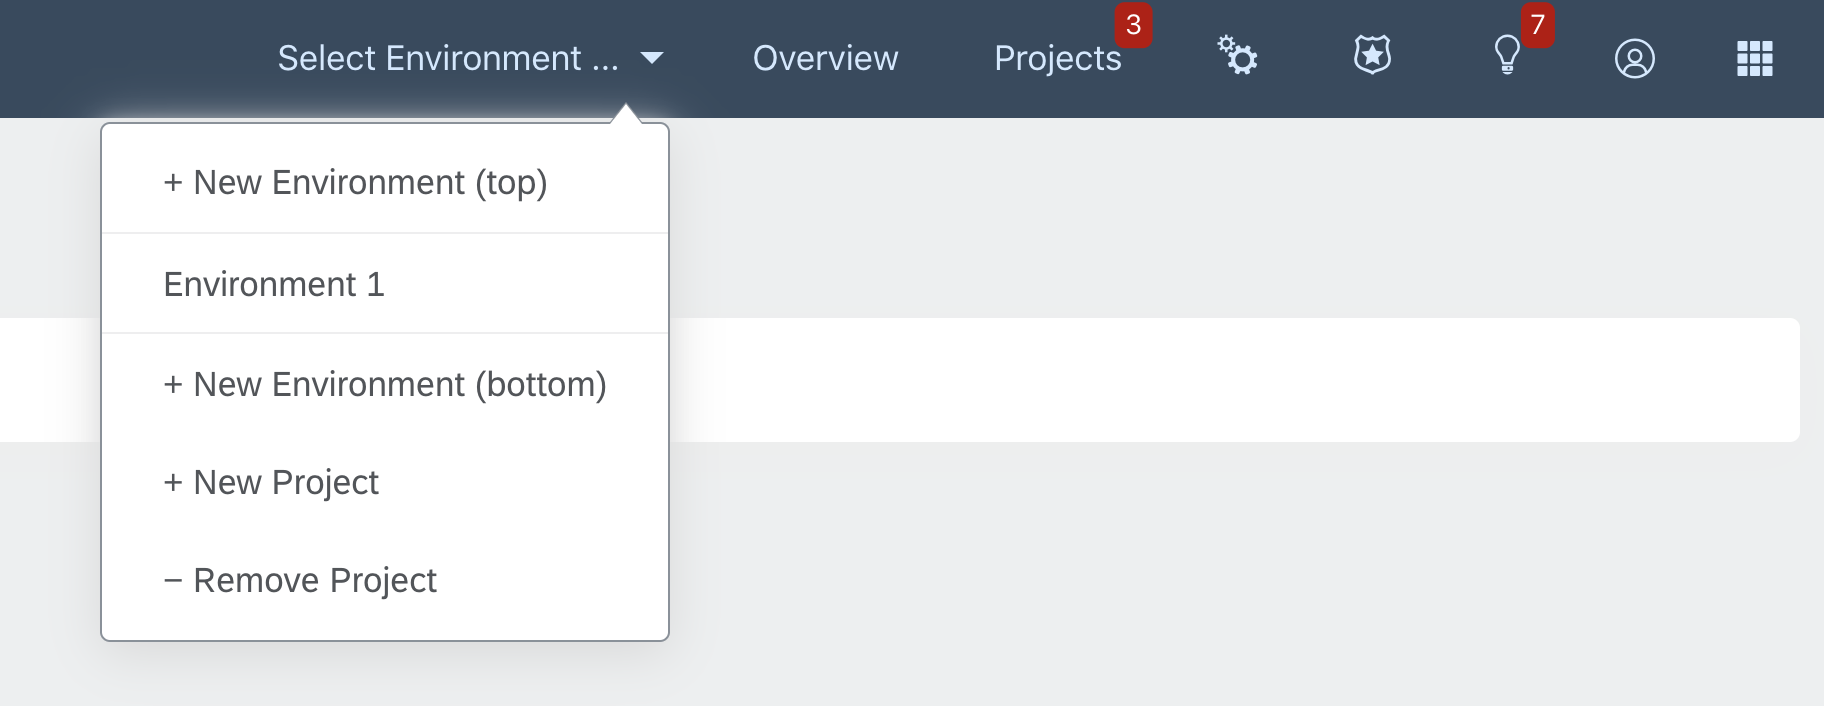 Select Environment ...
Overview
Projects
3
7
+ New Environment (top)
Environment 1
+ New Environment (bottom)
+ New Project
− Remove Project